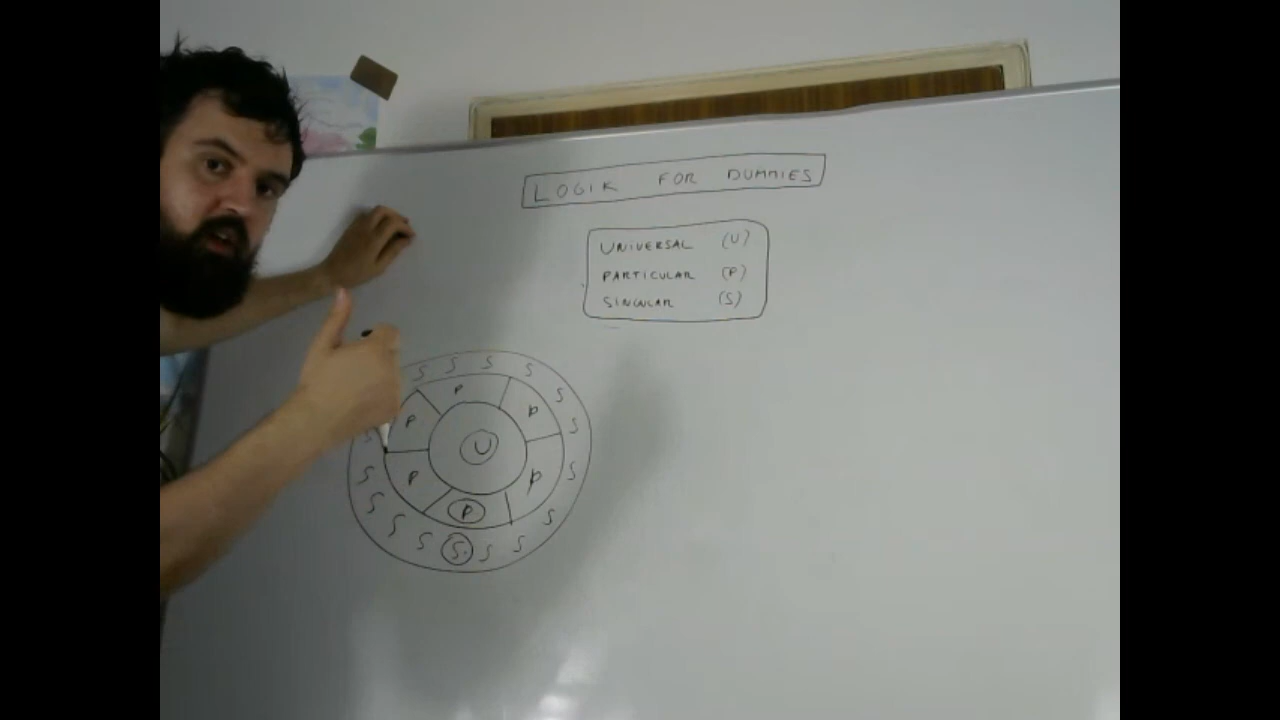 LOGIK FOR DUMMIES
UNIVERSAL (U)
PARTICULAR (P)
SINGULAR (S)
S S S S
S
P
P P S
S
U
S P P S
P
S S
S S S S S